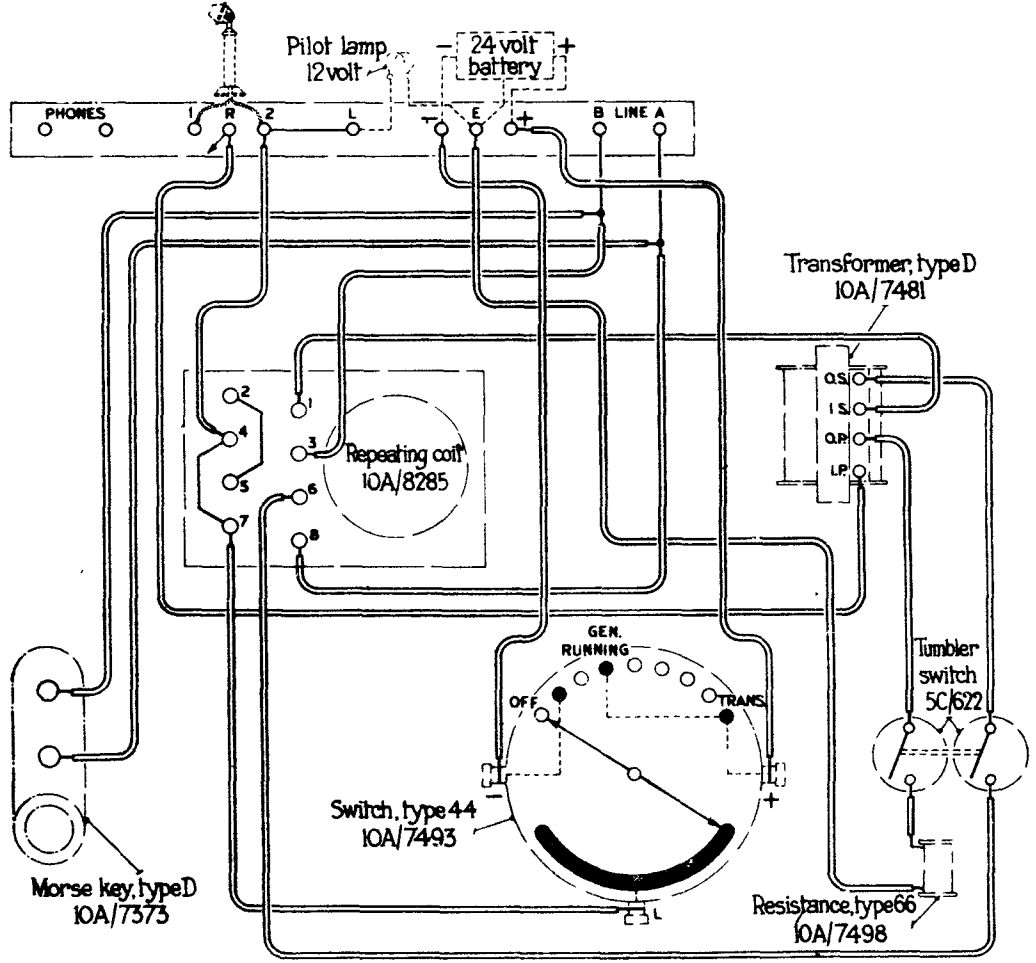 Pilot lamp
12 volt
− 24 volt +
battery
PHONES 1 R 2 L − E + B LINE A
Transformer, type D
10A/7481
O.S.
I S.
O.P.
I.P.
2
1
4
3
Repeating coil
10A/8285
5
6
7
8
GEN.
RUNNING
OFF
TRANS.
Tumbler
switch
5C/622
−
+
Switch, type 44
10A/7493
Morse key, type D
10A/7373
L
Resistance, type 66
10A/7498